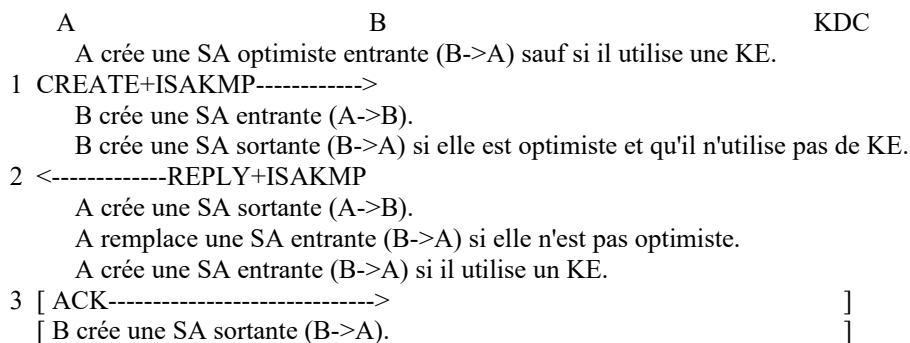 A B KDC
A crée une SA optimiste entrante (B->A) sauf si il utilise une KE.
1 CREATE+ISAKMP------------>
B crée une SA entrante (A->B).
B crée une SA sortante (B->A) si elle est optimiste et qu'il n'utilise pas de KE.
2 <-------------REPLY+ISAKMP
A crée une SA sortante (A->B).
A remplace une SA entrante (B->A) si elle n'est pas optimiste.
A crée une SA entrante (B->A) si il utilise un KE.
3 [ ACK------------------------------> ]
[ B crée une SA sortante (B->A). ]